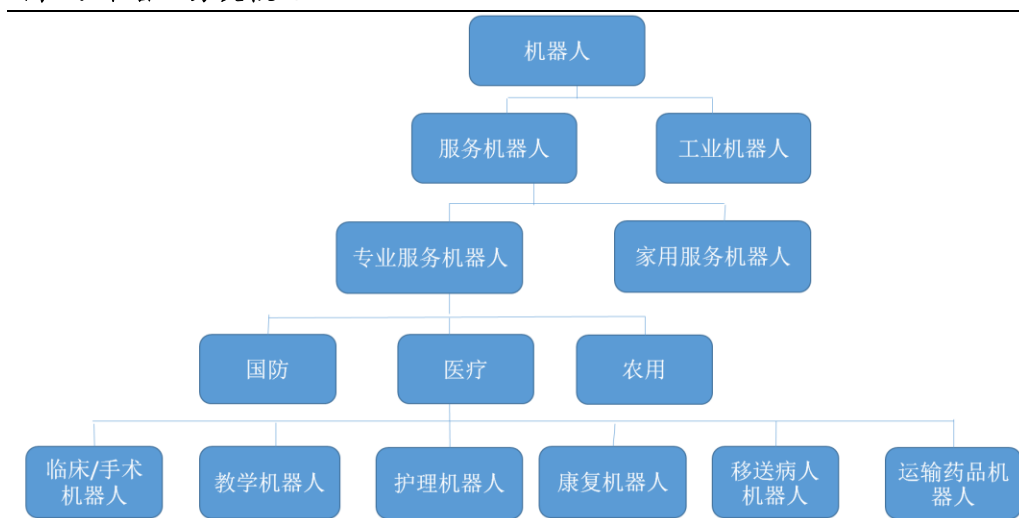 机器人
服务机器人
工业机器人
专业服务机器人
家用服务机器人
国防
医疗
农用
临床/手术
机器人
教学机器人
护理机器人
康复机器人
移送病人
机器人
运输药品机
器人